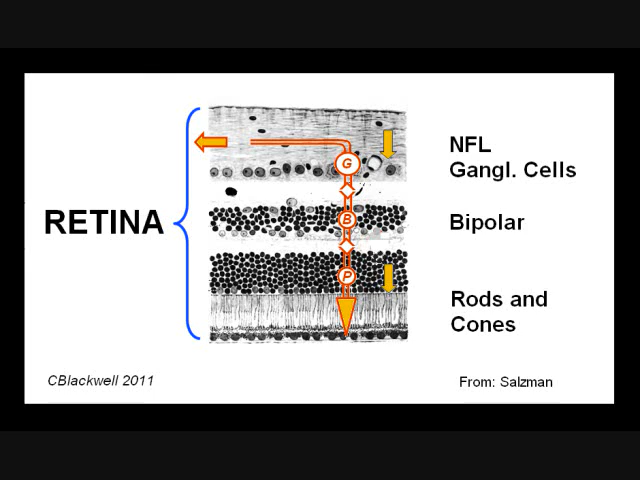 NFL
Gangl. Cells
G
RETINA
B
Bipolar
P
Rods and
Cones
CBlackwell 2011
From: Salzman